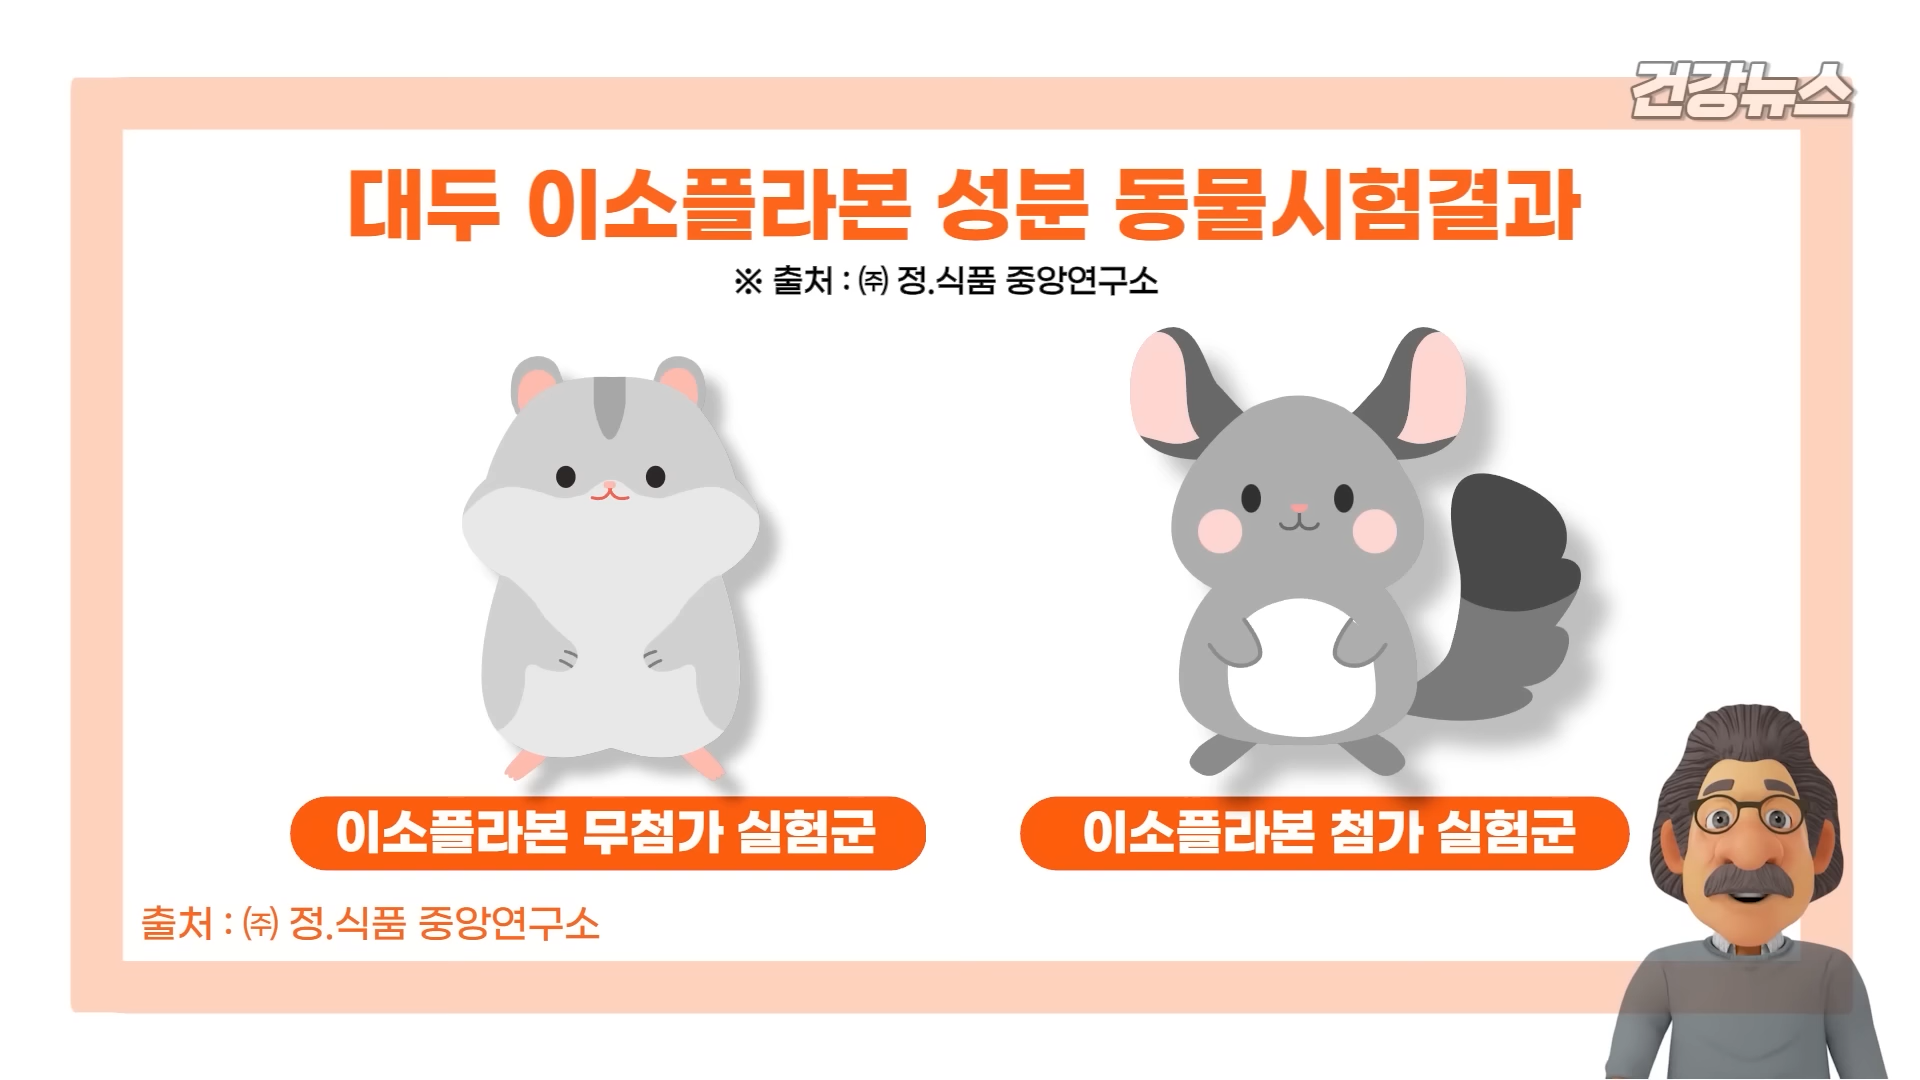 건강뉴스
대두 이소플라본 성분 동물시험결과
※ 출처 : ㈜ 정.식품 중앙연구소
이소플라본 무첨가 실험군
이소플라본 첨가 실험군
출처 : ㈜ 정.식품 중앙연구소